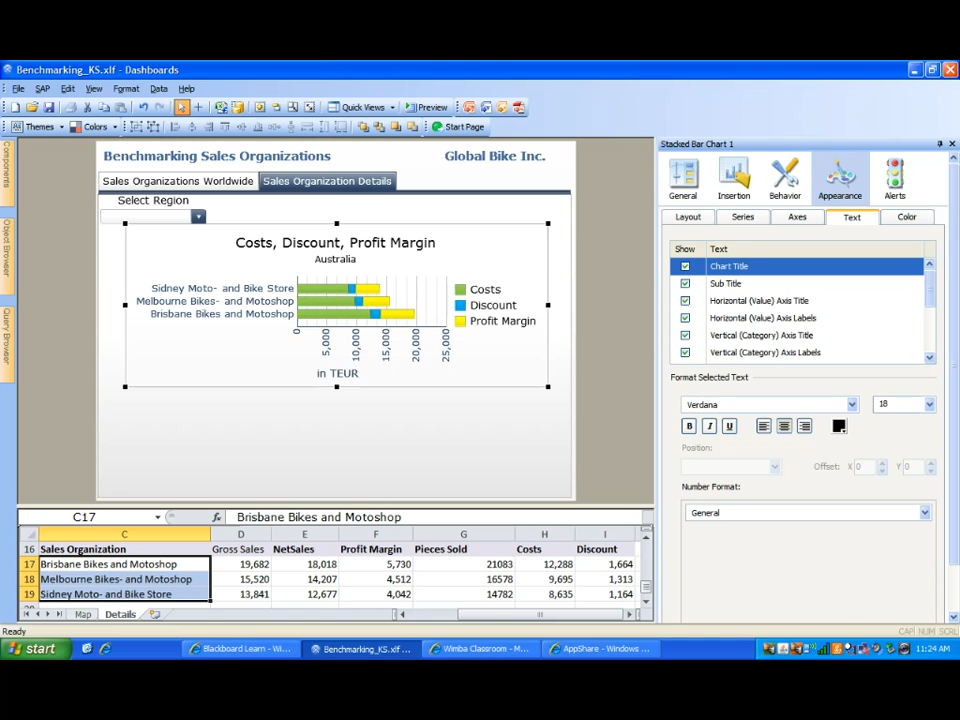 Benchmarking_KS.xlf - Dashboards
File SAP Edit View Format Data Help
Quick Views Preview
Themes Colors Start Page
Components
Object Browser
Query Browser
Benchmarking Sales Organizations Global Bike Inc.
Sales Organizations Worldwide Sales Organization Details
Select Region
Costs, Discount, Profit Margin
Australia
Sidney Moto- and Bike Store
Melbourne Bikes- and Motoshop
Brisbane Bikes and Motoshop
0 5,000 10,000 15,000 20,000 25,000
in TEUR
Costs
Discount
Profit Margin
Stacked Bar Chart 1
General Insertion Behavior Appearance Alerts
Layout Series Axes Text Color
Show Text
Chart Title
Sub Title
Horizontal (Value) Axis Title
Horizontal (Value) Axis Labels
Vertical (Category) Axis Title
Vertical (Category) Axis Labels
Format Selected Text
Verdana 18
B I U
Position:
Offset: X 0 Y 0
Number Format:
General
C17 fx Brisbane Bikes and Motoshop
C D E F G H I
16 Sales Organization Gross Sales NetSales Profit Margin Pieces Sold Costs Discount
17 Brisbane Bikes and Motoshop 19,682 18,018 5,730 21083 12,288 1,664
18 Melbourne Bikes- and Motoshop 15,520 14,207 4,512 16578 9,695 1,313
19 Sidney Moto- and Bike Store 13,841 12,677 4,042 14782 8,635 1,164
Map Details
Ready CAP NUM SCRL
start Blackboard Learn - Wi... Benchmarking_KS.xlf ... Wimba Classroom - M... AppShare - Windows ... 11:24 AM